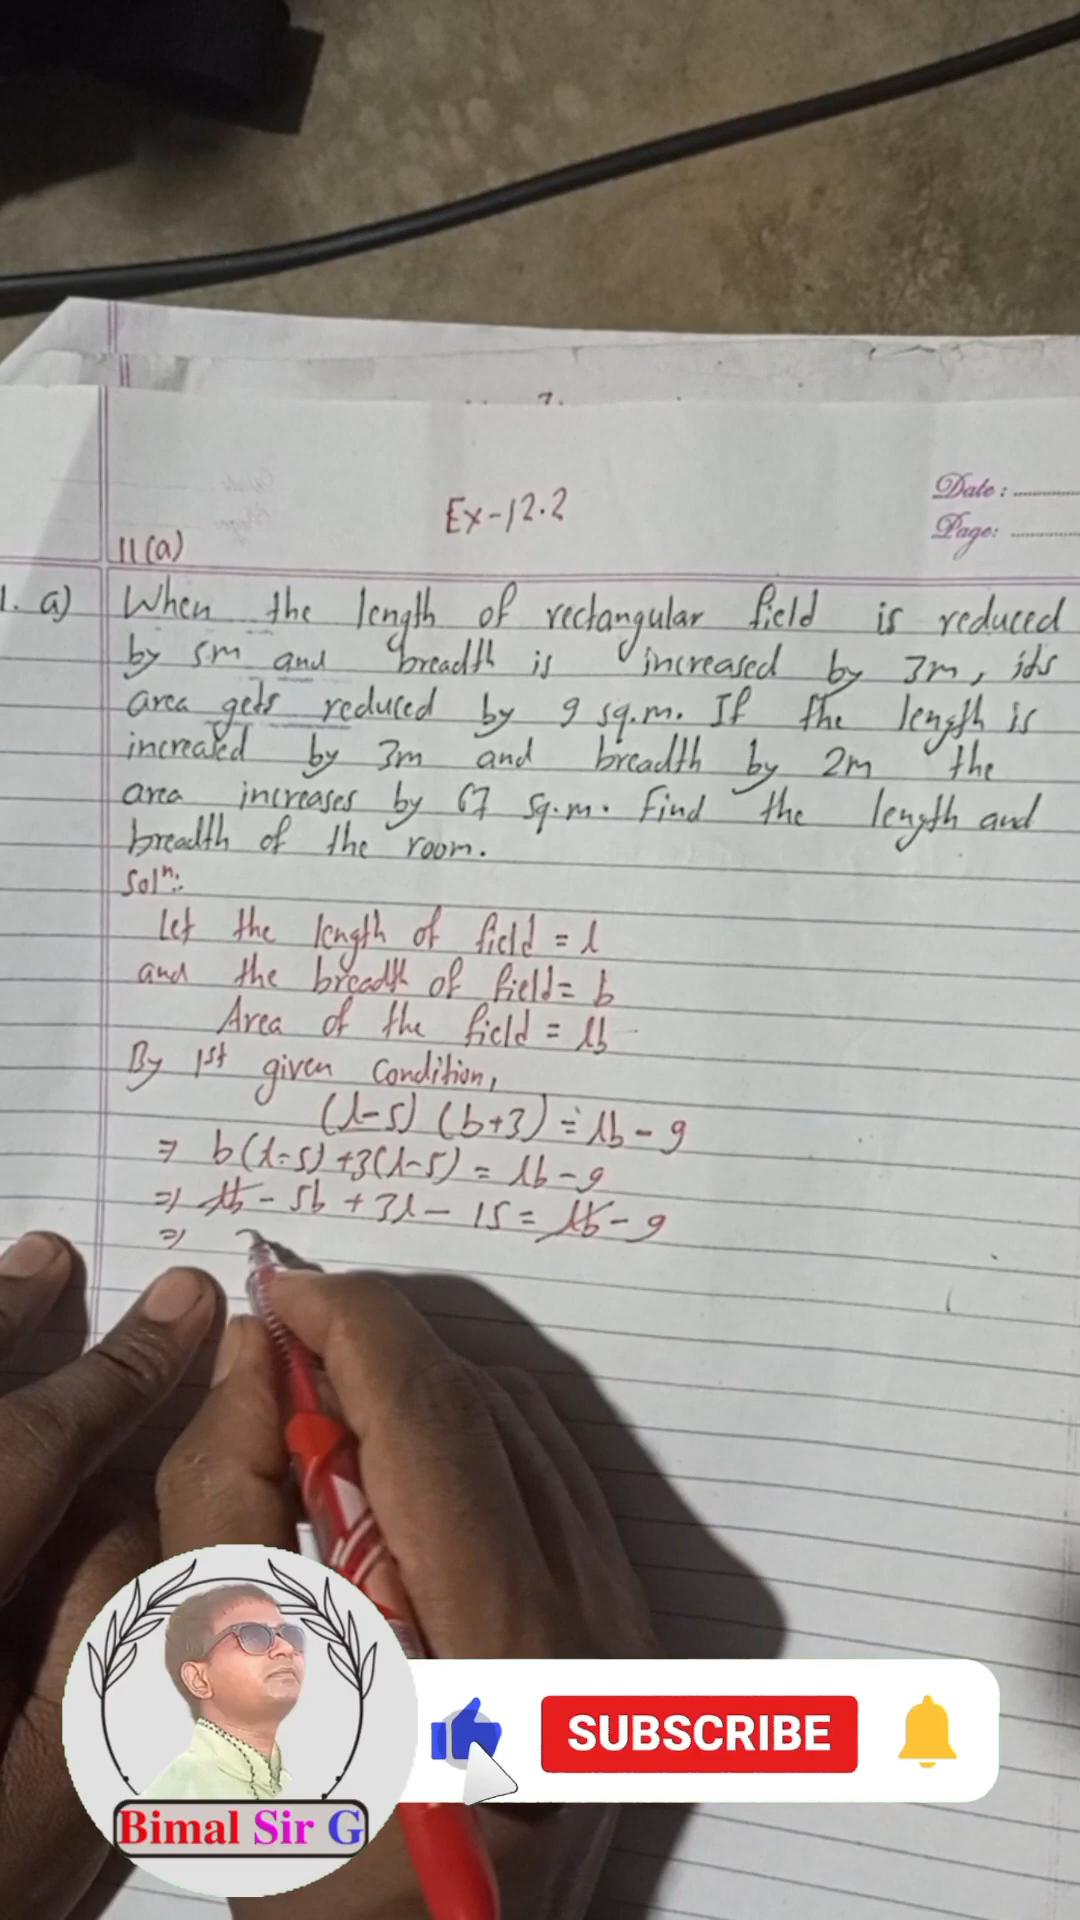 Ex-12.2
Date :
Page:
11(a)
1. a) When the length of rectangular field is reduced
by 5m and breadth is increased by 3m, its
area gets reduced by 9 sq.m. If the length is
increased by 3m and breadth by 2m the
area increases by 67 sq.m. Find the length and
breadth of the room.
Solⁿ:
Let the length of field = l
and the breadth of field = b
Area of the field = lb
By 1st given condition,
(l-5) (b+3) = lb - 9
⇒ b(l-5) +3(l-5) = lb - 9
⇒ lb - 5b + 3l - 15 = lb - 9
⇒
SUBSCRIBE
Bimal Sir G